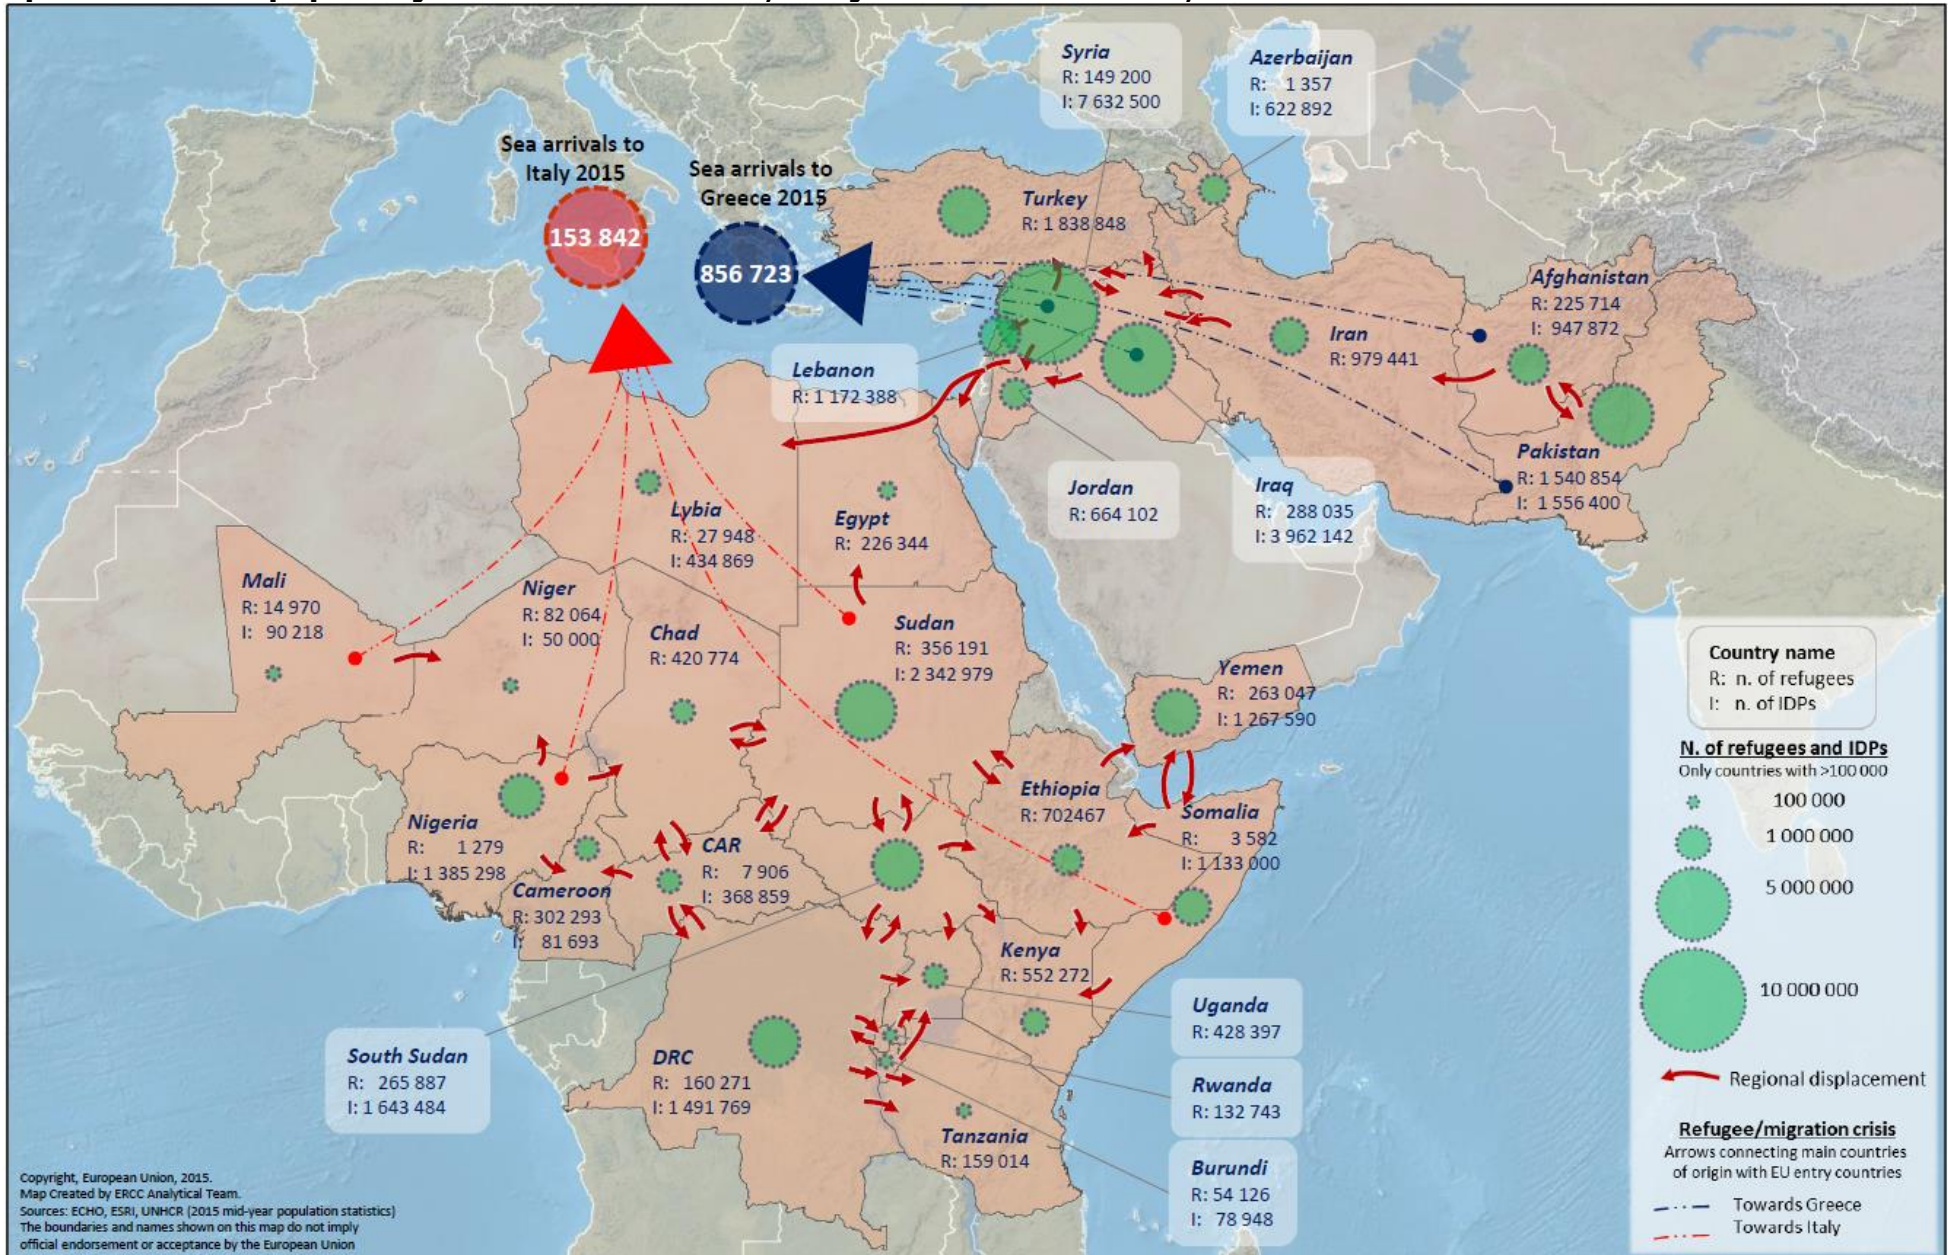 Sea arrivals to
Italy 2015
153 842
Sea arrivals to
Greece 2015
856 723
Syria
R: 149 200
I: 7 632 500
Azerbaijan
R: 1 357
I: 622 892
Turkey
R: 1 838 848
Afghanistan
R: 225 714
I: 947 872
Iran
R: 979 441
Lebanon
R: 1 172 388
Pakistan
R: 1 540 854
I: 1 556 400
Jordan
R: 664 102
Iraq
R: 288 035
I: 3 962 142
Lybia
R: 27 948
I: 434 869
Egypt
R: 226 344
Mali
R: 14 970
I: 90 218
Niger
R: 82 064
I: 50 000
Chad
R: 420 774
Sudan
R: 356 191
I: 2 342 979
Yemen
R: 263 047
I: 1 267 590
Nigeria
R: 1 279
I: 1 385 298
Cameroon
R: 302 293
I: 81 693
CAR
R: 7 906
I: 368 859
Ethiopia
R: 702467
Somalia
R: 3 582
I: 1 133 000
Kenya
R: 552 272
South Sudan
R: 265 887
I: 1 643 484
DRC
R: 160 271
I: 1 491 769
Uganda
R: 428 397
Rwanda
R: 132 743
Tanzania
R: 159 014
Burundi
R: 54 126
I: 78 948
Country name
R: n. of refugees
I: n. of IDPs
N. of refugees and IDPs
Only countries with >100 000
100 000
1 000 000
5 000 000
10 000 000
Regional displacement
Refugee/migration crisis
Arrows connecting main countries
of origin with EU entry countries
Towards Greece
Towards Italy
Copyright, European Union, 2015.
Map Created by ERCC Analytical Team.
Sources: ECHO, ESRI, UNHCR (2015 mid-year population statistics)
The boundaries and names shown on this map do not imply
official endorsement or acceptance by the European Union